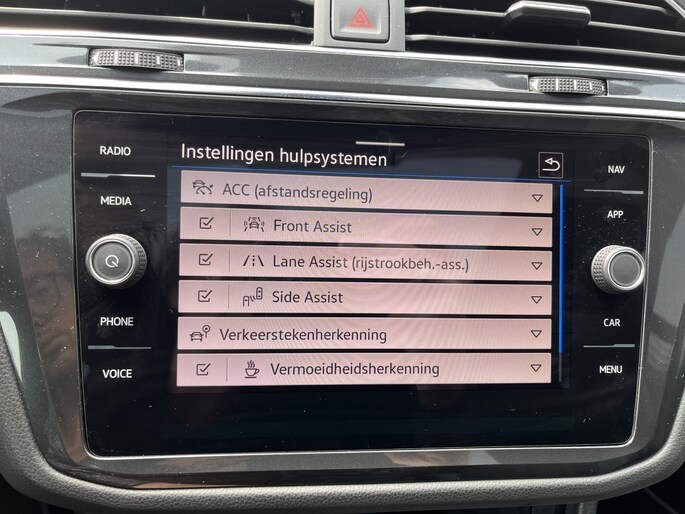 RADIO
MEDIA
PHONE
VOICE
Instellingen hulpsystemen
ACC (afstandsregeling)
Front Assist
Lane Assist (rijstrookbeh.-ass.)
Side Assist
Verkeerstekenherkenning
Vermoeidheidsherkenning
NAV
APP
CAR
MENU